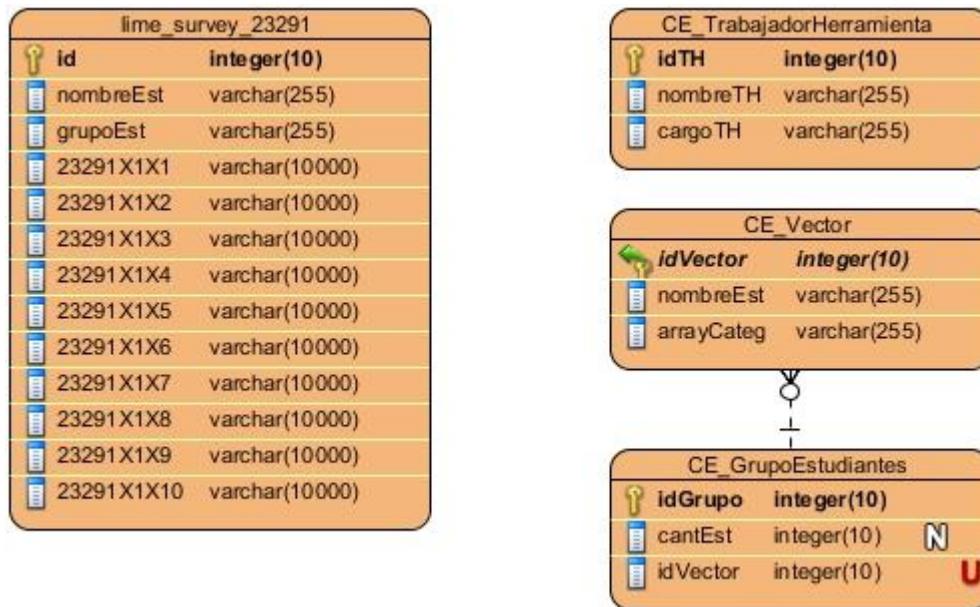 lime_survey_23291
id integer(10)
nombreEst varchar(255)
grupoEst varchar(255)
23291X1X1 varchar(10000)
23291X1X2 varchar(10000)
23291X1X3 varchar(10000)
23291X1X4 varchar(10000)
23291X1X5 varchar(10000)
23291X1X6 varchar(10000)
23291X1X7 varchar(10000)
23291X1X8 varchar(10000)
23291X1X9 varchar(10000)
23291X1X10 varchar(10000)
CE_TrabajadorHerramienta
idTH integer(10)
nombreTH varchar(255)
cargoTH varchar(255)
CE_Vector
idVector integer(10)
nombreEst varchar(255)
arrayCateg varchar(255)
CE_GrupoEstudiantes
idGrupo integer(10)
cantEst integer(10) N
idVector integer(10) U